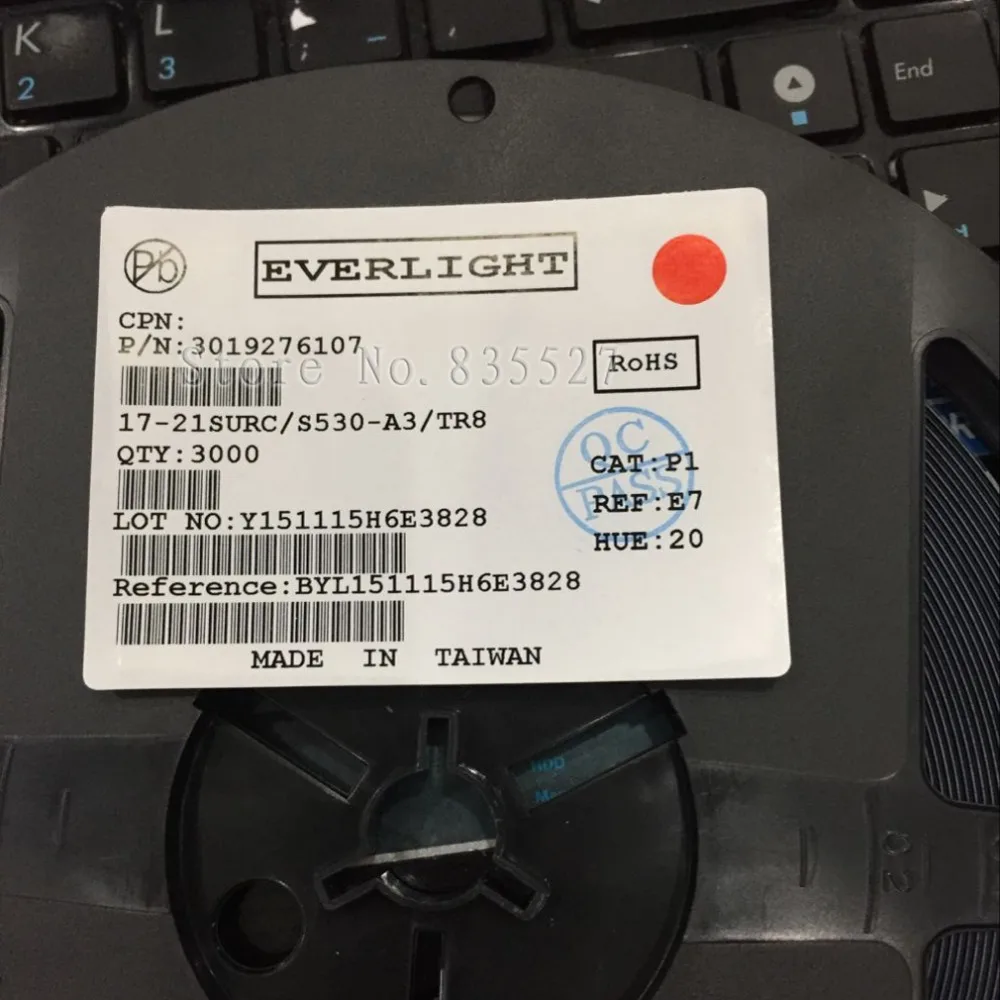 K
2
L
3
;
End
Pb
EVERLIGHT
CPN:
P/N:3019276107
Store No.835527
RoHS
17-21SURC/S530-A3/TR8
QTY:3000
QC
PASS
CAT:P1
REF:E7
HUE:20
LOT NO:Y151115H6E3828
Reference:BYL151115H6E3828
MADE IN TAIWAN